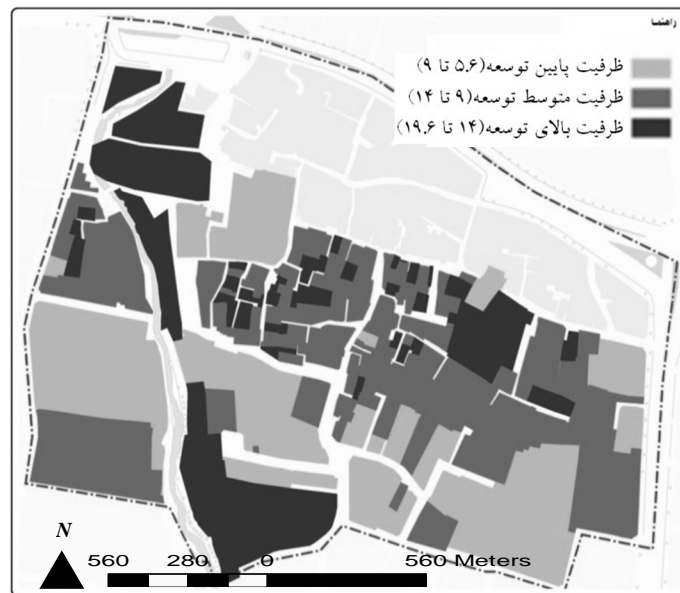 راهنما
ظرفیت پایین توسعه(۵.۶ تا ۹)
ظرفیت متوسط توسعه(۹ تا ۱۴)
ظرفیت بالای توسعه(۱۴ تا ۱۹.۶)
N
560 280 0 560 Meters